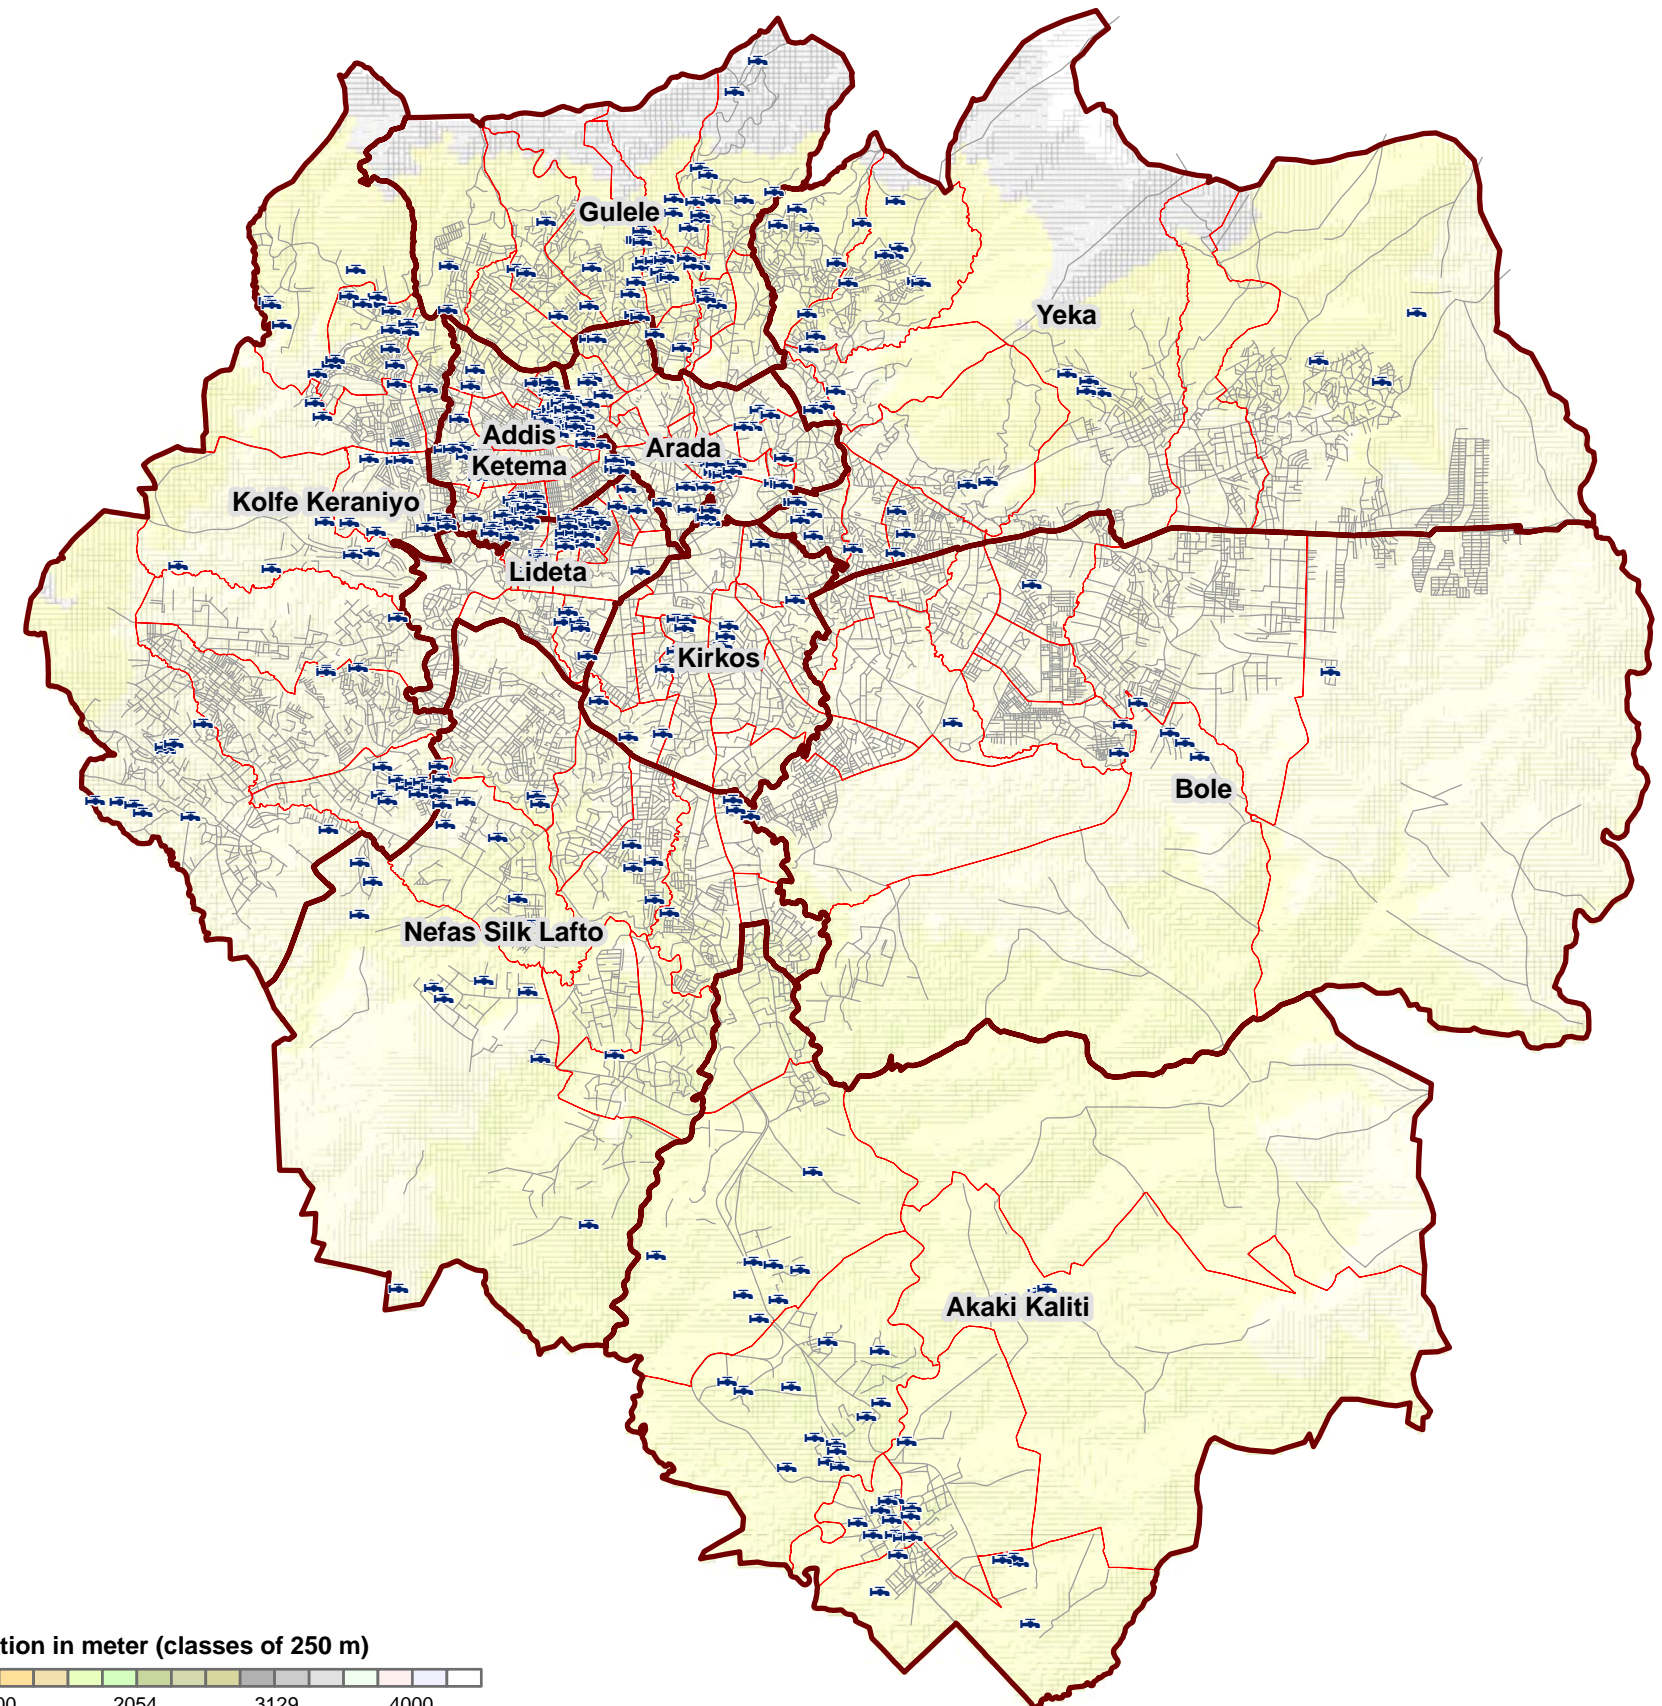 Gulele
Yeka
Addis
Ketema
Arada
Kolfe Keraniyo
Lideta
Kirkos
Bole
Nefas Silk Lafto
Akaki Kaliti
tion in meter (classes of 250 m)
00 2054 3129 4000